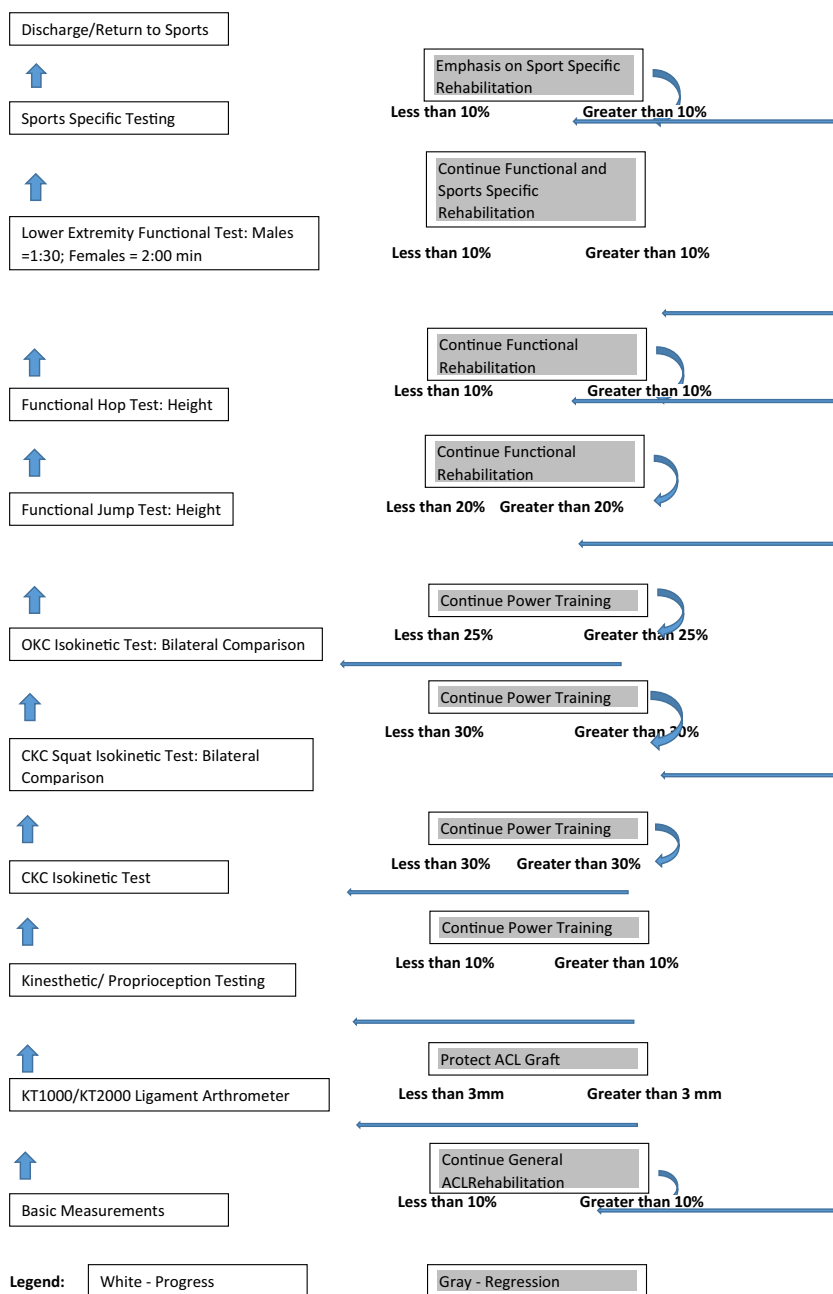 Discharge/Return to Sports
Emphasis on Sport Specific
Rehabilitation
Less than 10% Greater than 10%
Sports Specific Testing
Continue Functional and
Sports Specific
Rehabilitation
Lower Extremity Functional Test: Males
=1:30; Females = 2:00 min
Less than 10% Greater than 10%
Continue Functional
Rehabilitation
Less than 10% Greater than 10%
Functional Hop Test: Height
Continue Functional
Rehabilitation
Less than 20% Greater than 20%
Functional Jump Test: Height
Continue Power Training
Less than 25% Greater than 25%
OKC Isokinetic Test: Bilateral Comparison
Continue Power Training
Less than 30% Greater than 30%
CKC Squat Isokinetic Test: Bilateral
Comparison
Continue Power Training
Less than 30% Greater than 30%
CKC Isokinetic Test
Continue Power Training
Less than 10% Greater than 10%
Kinesthetic/ Proprioception Testing
Protect ACL Graft
Less than 3mm Greater than 3 mm
KT1000/KT2000 Ligament Arthrometer
Continue General
ACLRehabilitation
Less than 10% Greater than 10%
Basic Measurements
Legend: White - Progress Gray - Regression